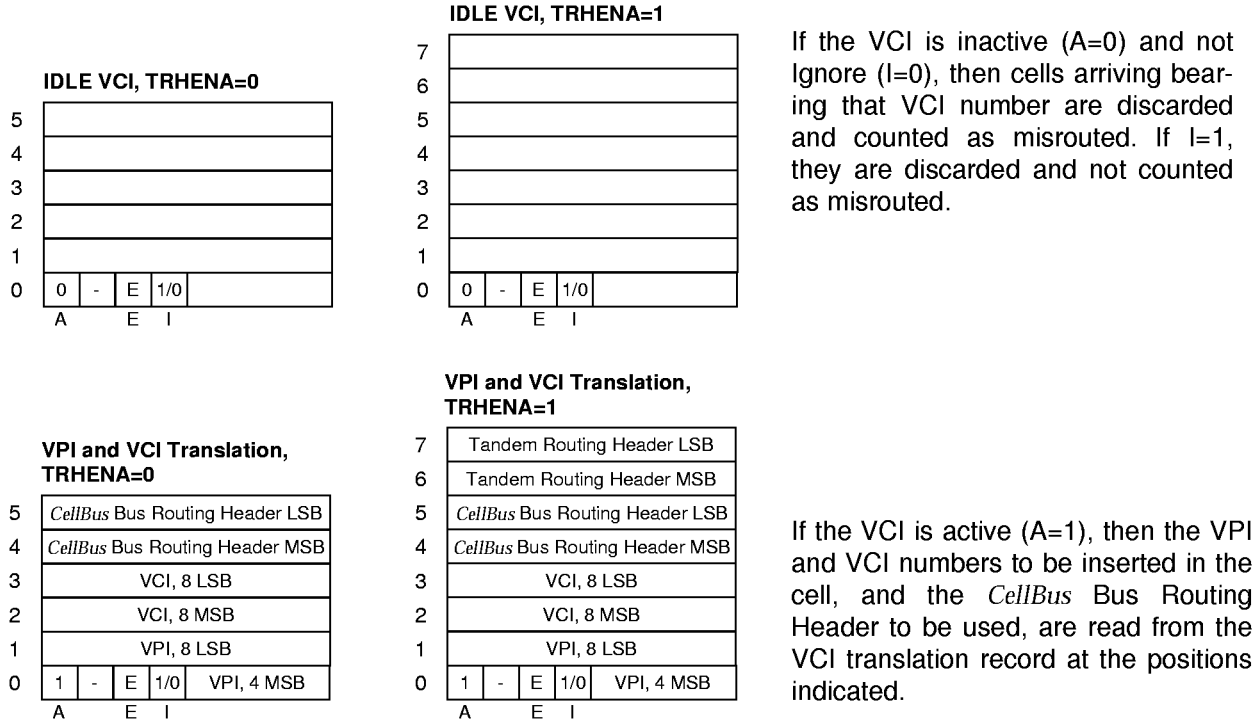 IDLE VCI, TRHENA=0
5
4
3
2
1
0 0 - E 1/0
A E I
IDLE VCI, TRHENA=1
7
6
5
4
3
2
1
0 0 - E 1/0
A E I
If the VCI is inactive (A=0) and not
Ignore (I=0), then cells arriving bear-
ing that VCI number are discarded
and counted as misrouted. If I=1,
they are discarded and not counted
as misrouted.
VPI and VCI Translation,
TRHENA=0
5 CellBus Bus Routing Header LSB
4 CellBus Bus Routing Header MSB
3 VCI, 8 LSB
2 VCI, 8 MSB
1 VPI, 8 LSB
0 1 - E 1/0 VPI, 4 MSB
A E I
VPI and VCI Translation,
TRHENA=1
7 Tandem Routing Header LSB
6 Tandem Routing Header MSB
5 CellBus Bus Routing Header LSB
4 CellBus Bus Routing Header MSB
3 VCI, 8 LSB
2 VCI, 8 MSB
1 VPI, 8 LSB
0 1 - E 1/0 VPI, 4 MSB
A E I
If the VCI is active (A=1), then the VPI
and VCI numbers to be inserted in the
cell, and the CellBus Bus Routing
Header to be used, are read from the
VCI translation record at the positions
indicated.